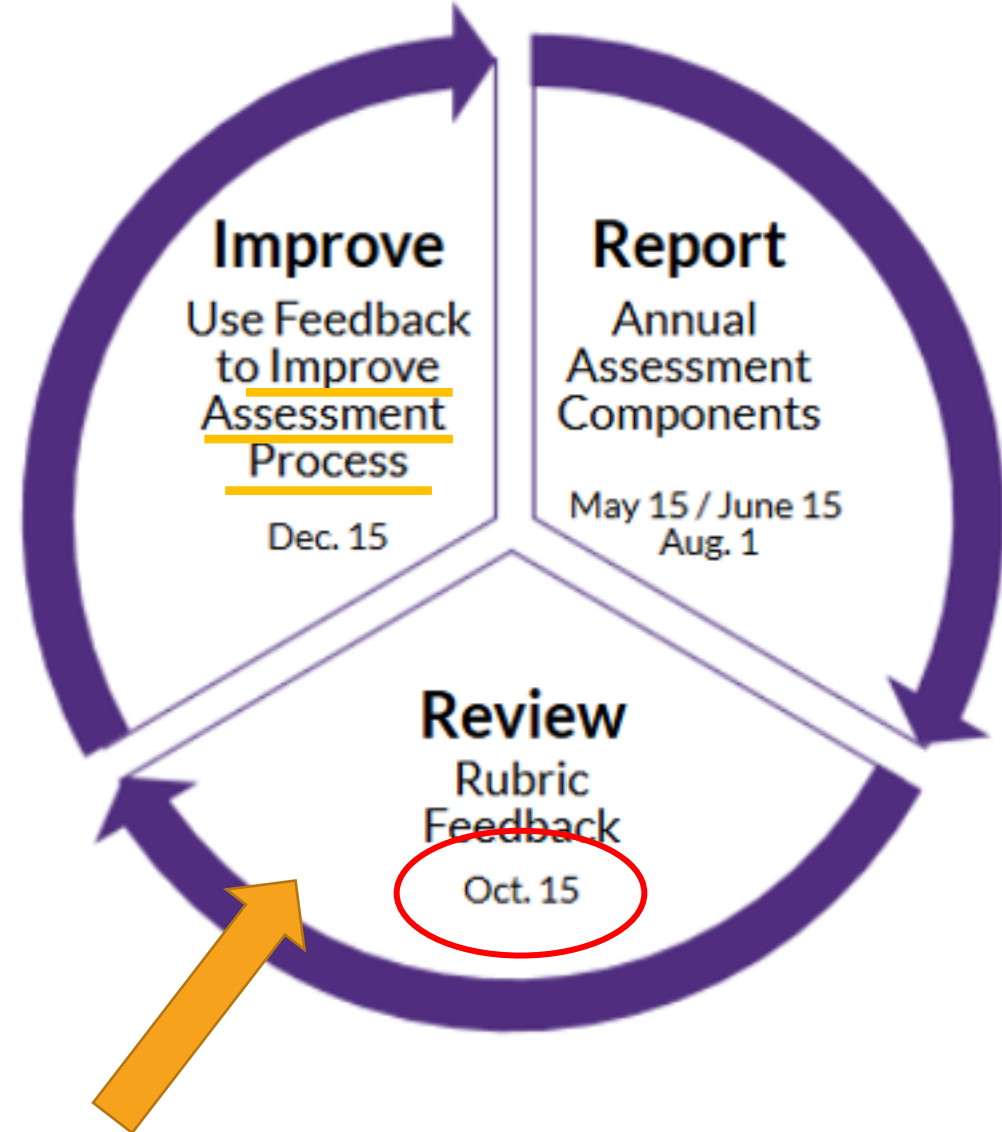 Improve
Use Feedback
to Improve
Assessment
Process
Dec. 15
Report
Annual
Assessment
Components
May 15 / June 15
Aug. 1
Review
Rubric
Feedback
Oct. 15